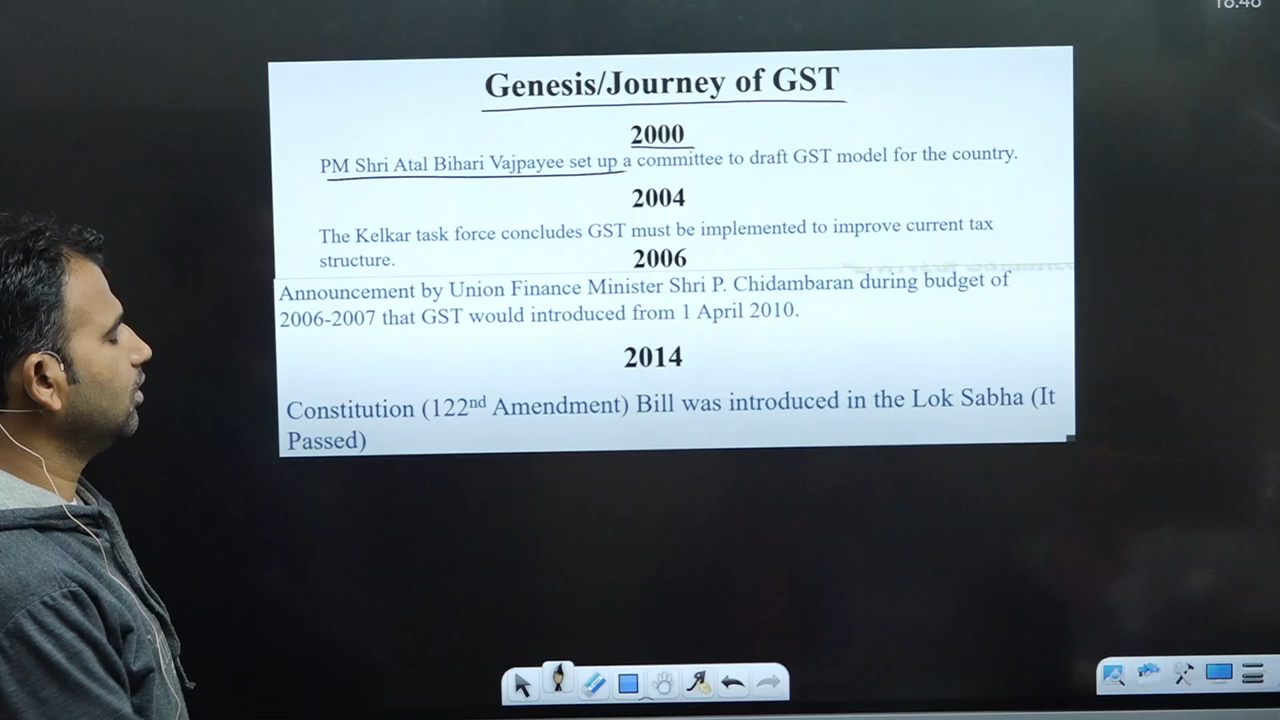 18:48
Genesis/Journey of GST
2000
PM Shri Atal Bihari Vajpayee set up a committee to draft GST model for the country.
2004
The Kelkar task force concludes GST must be implemented to improve current tax
structure.
2006
Announcement by Union Finance Minister Shri P. Chidambaran during budget of
2006-2007 that GST would introduced from 1 April 2010.
2014
Constitution (122nd Amendment) Bill was introduced in the Lok Sabha (It
Passed)